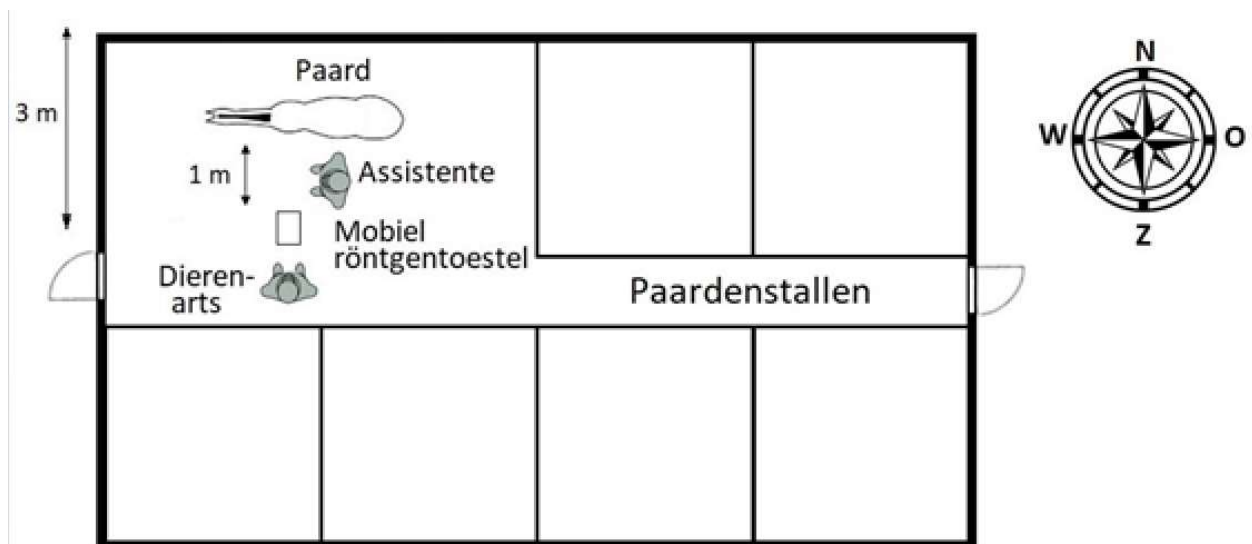 Paard
3 m
1 m
Assistente
Mobiel
röntgentoestel
Dieren-
arts
Paardenstallen
N
W
O
Z